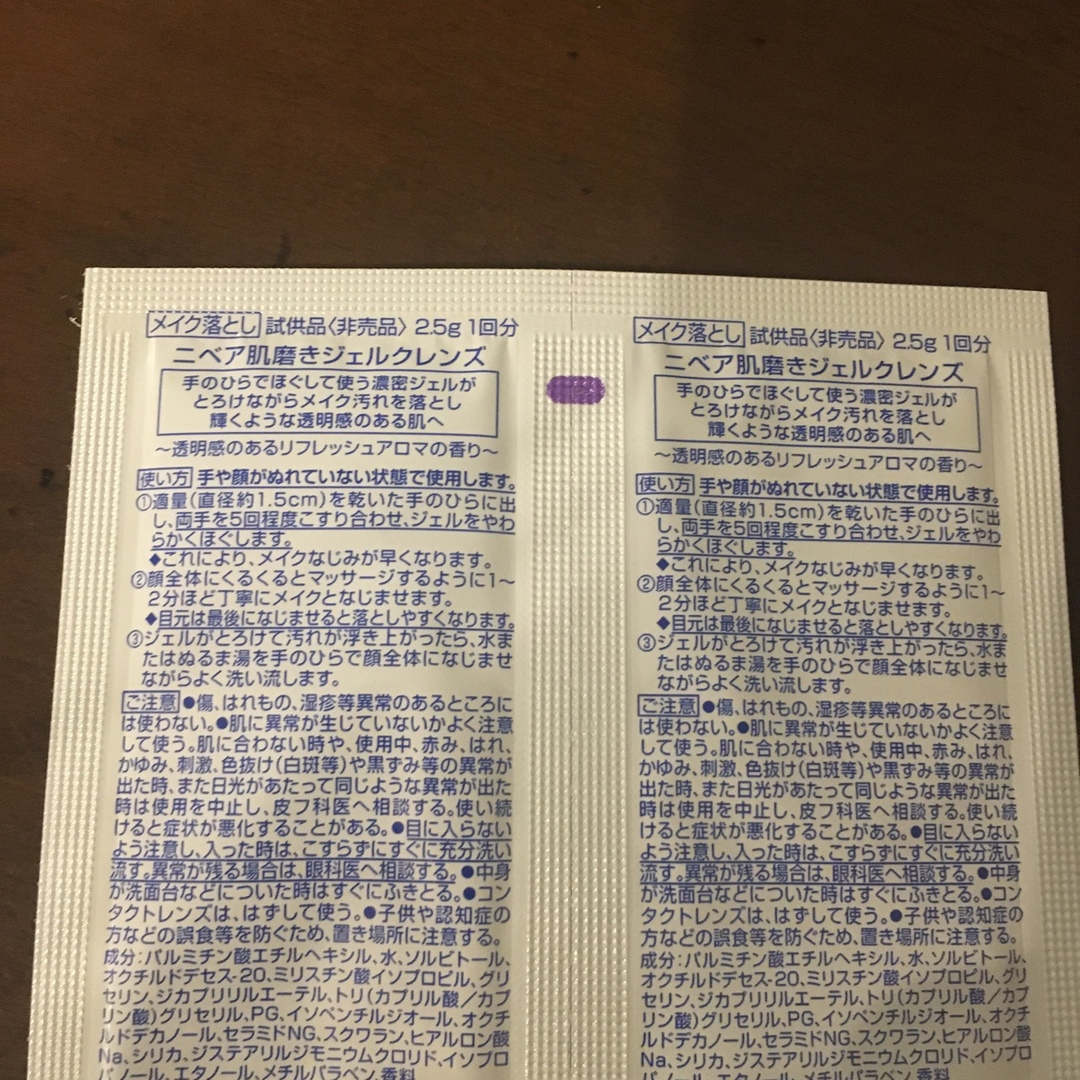 メイク落とし 試供品〈非売品〉 2.5g 1回分
ニベア肌磨きジェルクレンズ
手のひらでほぐして使う濃密ジェルが
とろけながらメイク汚れを落とし
輝くような透明感のある肌へ
～透明感のあるリフレッシュアロマの香り～
使い方 手や顔がぬれていない状態で使用します。
①適量(直径約1.5cm)を乾いた手のひらに出
し、両手を5回程度こすり合わせ、ジェルをやわ
らかくほぐします。
◆これにより、メイクなじみが早くなります。
②顔全体にくるくるとマッサージするように1～
2分ほど丁寧にメイクとなじませます。
◆目元は最後になじませると落としやすくなります。
③ジェルがとろけて汚れが浮き上がったら、水ま
たはぬるま湯を手のひらで顔全体になじませ
ながらよく洗い流します。
ご注意 ●傷、はれもの、湿疹等異常のあるところに
は使わない。●肌に異常が生じていないかよく注意
して使う。肌に合わない時や、使用中、赤み、はれ、
かゆみ、刺激、色抜け(白斑等)や黒ずみ等の異常が
出た時、また日光があたって同じような異常が出た
時は使用を中止し、皮フ科医へ相談する。使い続
けると症状が悪化することがある。●目に入らない
よう注意し、入った時は、こすらずにすぐに充分洗い
流す。異常が残る場合は、眼科医へ相談する。●中身
が洗面台などについた時はすぐにふきとる。●コン
タクトレンズは、はずして使う。●子供や認知症の
方などの誤食等を防ぐため、置き場所に注意する。
成分：パルミチン酸エチルヘキシル、水、ソルビトール、
オクチルドデセス-20、ミリスチン酸イソプロピル、グリ
セリン、ジカプリリルエーテル、トリ(カプリル酸／カプ
リン酸)グリセリル、PG、イソペンチルジオール、オクチ
ルドデカノール、セラミドNG、スクワラン、ヒアルロン酸
Na、シリカ、ジステアリルジモニウムクロリド、イソプロ
パノール、エタノール、メチルパラベン、香料
メイク落とし 試供品〈非売品〉 2.5g 1回分
ニベア肌磨きジェルクレンズ
手のひらでほぐして使う濃密ジェルが
とろけながらメイク汚れを落とし
輝くような透明感のある肌へ
～透明感のあるリフレッシュアロマの香り～
使い方 手や顔がぬれていない状態で使用します。
①適量(直径約1.5cm)を乾いた手のひらに出
し、両手を5回程度こすり合わせ、ジェルをやわ
らかくほぐします。
◆これにより、メイクなじみが早くなります。
②顔全体にくるくるとマッサージするように1～
2分ほど丁寧にメイクとなじませます。
◆目元は最後になじませると落としやすくなります。
③ジェルがとろけて汚れが浮き上がったら、水ま
たはぬるま湯を手のひらで顔全体になじませ
ながらよく洗い流します。
ご注意 ●傷、はれもの、湿疹等異常のあるところに
は使わない。●肌に異常が生じていないかよく注意
して使う。肌に合わない時や、使用中、赤み、はれ、
かゆみ、刺激、色抜け(白斑等)や黒ずみ等の異常が
出た時、また日光があたって同じような異常が出た
時は使用を中止し、皮フ科医へ相談する。使い続
けると症状が悪化することがある。●目に入らない
よう注意し、入った時は、こすらずにすぐに充分洗い
流す。異常が残る場合は、眼科医へ相談する。●中身
が洗面台などについた時はすぐにふきとる。●コン
タクトレンズは、はずして使う。●子供や認知症の
方などの誤食等を防ぐため、置き場所に注意する。
成分：パルミチン酸エチルヘキシル、水、ソルビトール、
オクチルドデセス-20、ミリスチン酸イソプロピル、グリ
セリン、ジカプリリルエーテル、トリ(カプリル酸／カプ
リン酸)グリセリル、PG、イソペンチルジオール、オクチ
ルドデカノール、セラミドNG、スクワラン、ヒアルロン酸
Na、シリカ、ジステアリルジモニウムクロリド、イソプロ
パノール、エタノール、メチルパラベン、香料